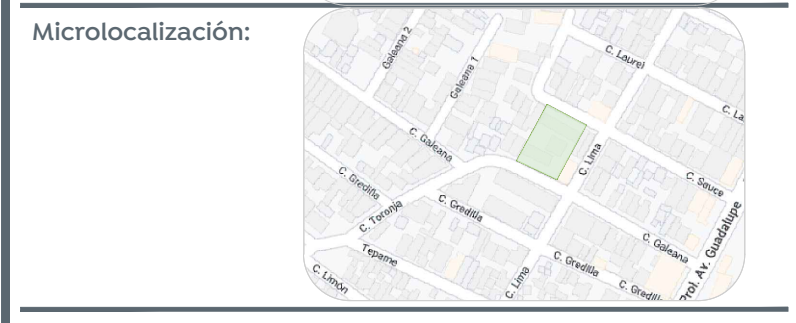 Microlocalización:
Galeana 2
C. Laurel
Galeana 1
C. La
C. Galeana
C. Lima
C. Sauce
C. Gredilla
C. Toronja
C. Gredilla
Prol. Av. Guadalupe
C. Galeana
Tepame
C. Gredilla
C. Limón
C. Lima
C. Gredill